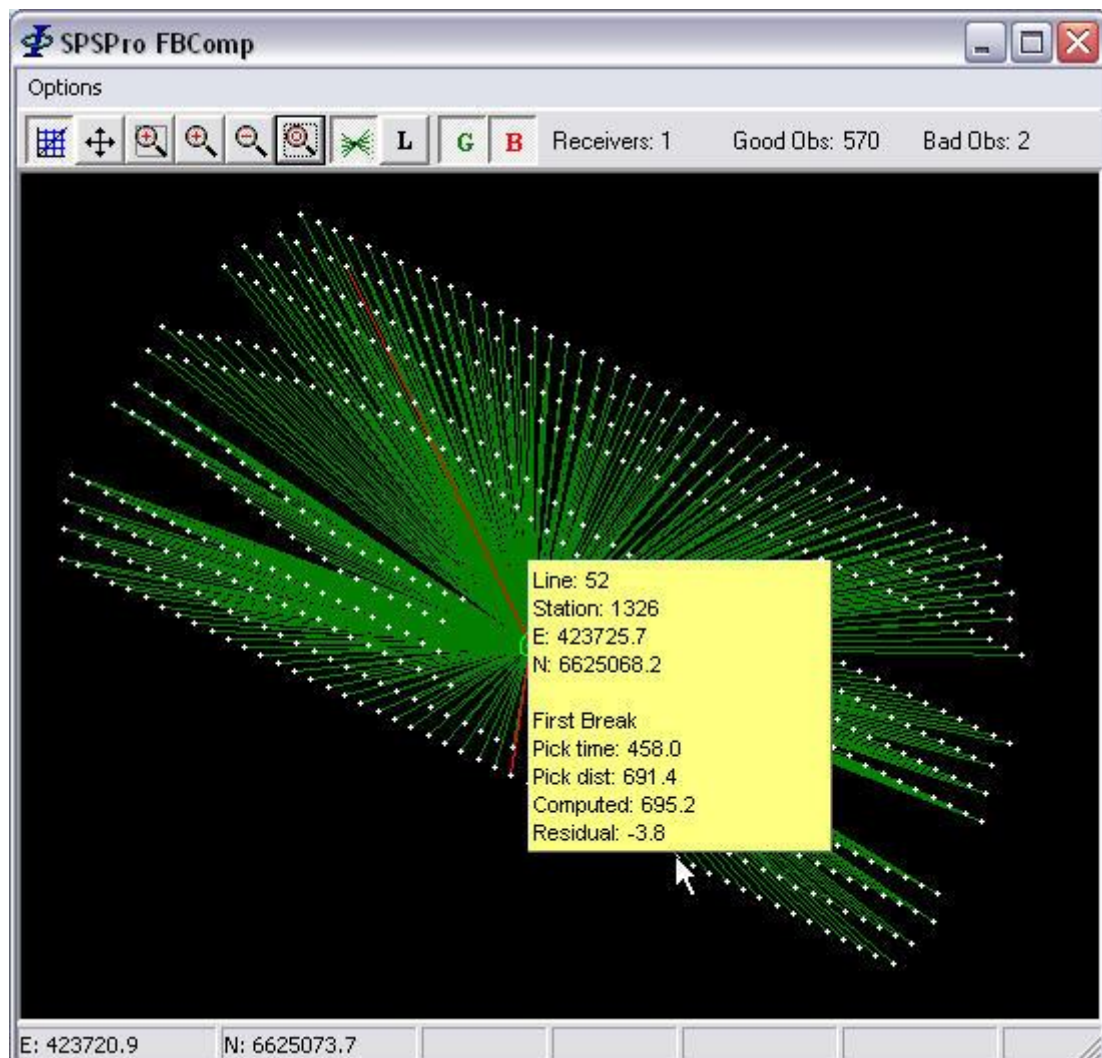 SPSPro FBComp
Options
L G B Receivers: 1 Good Obs: 570 Bad Obs: 2
Line: 52
Station: 1326
E: 423725.7
N: 6625068.2
First Break
Pick time: 458.0
Pick dist: 691.4
Computed: 695.2
Residual: -3.8
E: 423720.9 N: 6625073.7